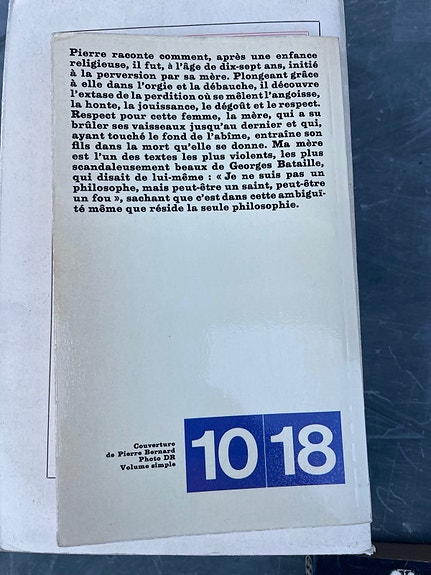 Pierre raconte comment, après une enfance
religieuse, il fut, à l'âge de dix-sept ans, initié
à la perversion par sa mère. Plongeant grâce
à elle dans l'orgie et la débauche, il découvre
l'extase de la perdition où se mêlent l'angoisse,
la honte, la jouissance, le dégoût et le respect.
Respect pour cette femme, la mère, qui a su
brûler ses vaisseaux jusqu'au dernier et qui,
ayant touché le fond de l'abîme, entraîne son
fils dans la mort qu'elle se donne. Ma mère
est l'un des textes les plus violents, les plus
scandaleusement beaux de Georges Bataille,
qui disait de lui-même : « Je ne suis pas un
philosophe, mais peut-être un saint, peut-être
un fou », sachant que c'est dans cette ambiguï-
té même que réside la seule philosophie.
Couverture
de Pierre Bernard
Photo DR
Volume simple
10 18